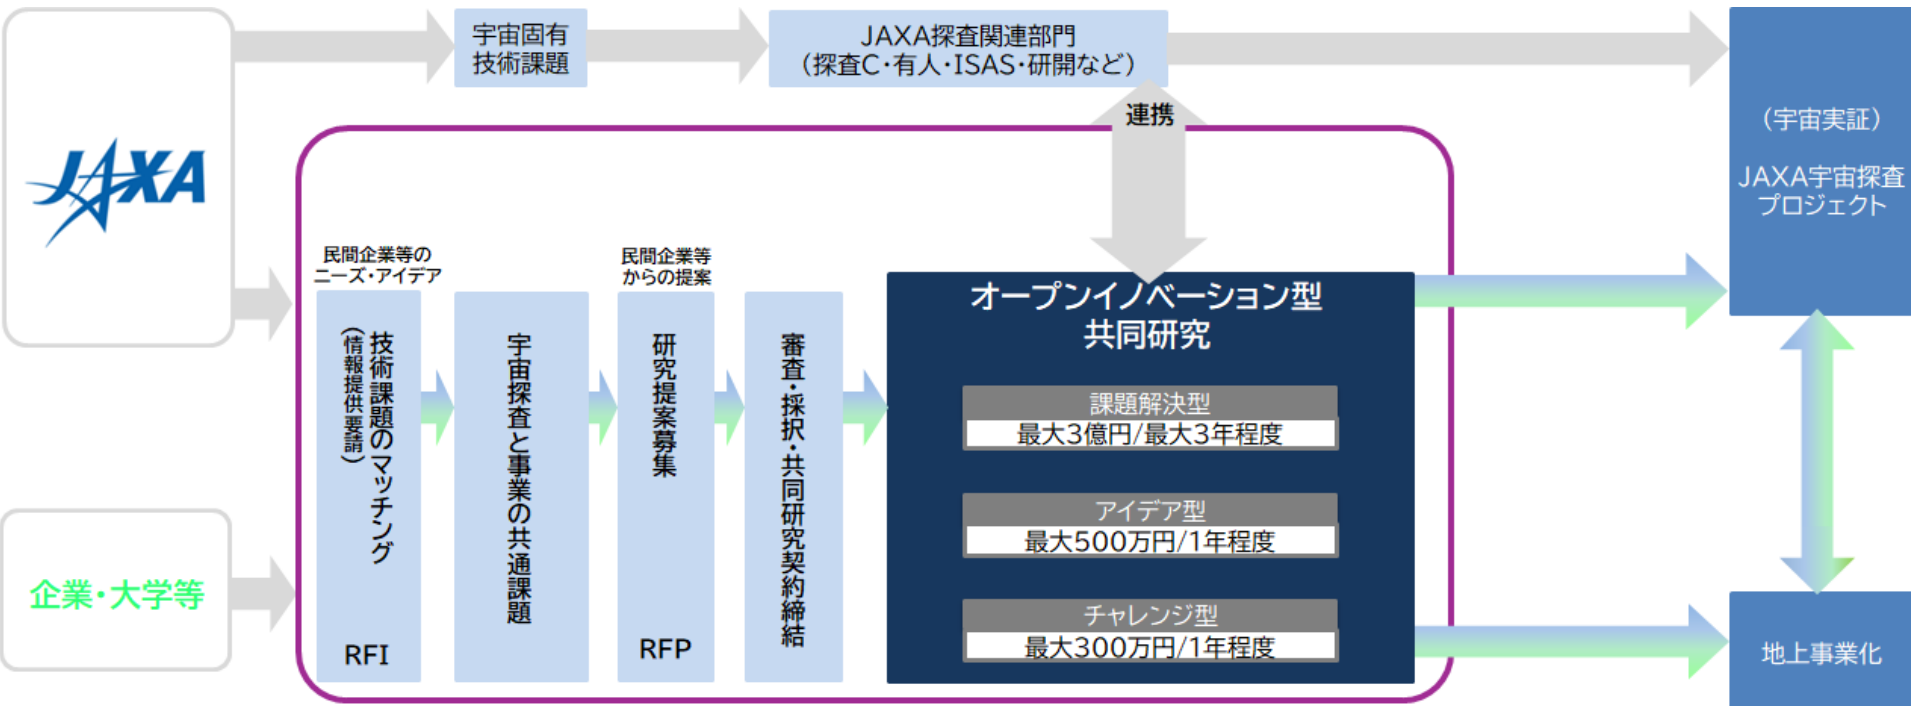 JAXA
宇宙固有
技術課題
JAXA探査関連部門
（探査C・有人・ISAS・研開など）
連携
（宇宙実証）
JAXA宇宙探査
プロジェクト
民間企業等の
ニーズ・アイデア
技術課題のマッチング
（情報提供要請）
RFI
宇宙探査と事業の共通課題
民間企業等
からの提案
研究提案募集
RFP
審査・採択・共同研究契約締結
オープンイノベーション型
共同研究
課題解決型
最大3億円/最大3年程度
アイデア型
最大500万円/1年程度
チャレンジ型
最大300万円/1年程度
企業・大学等
地上事業化